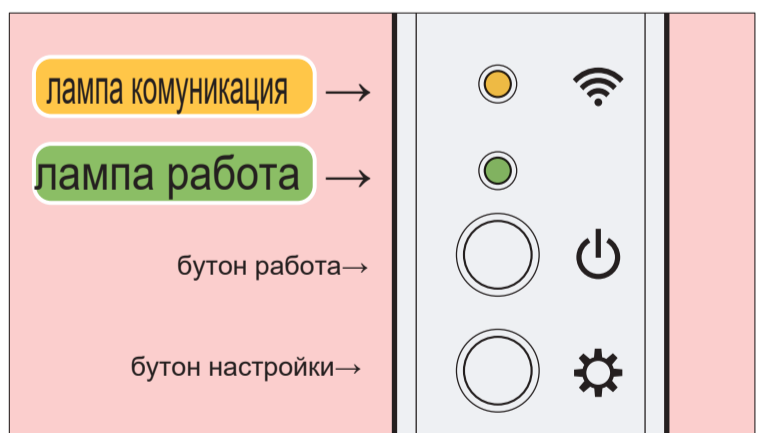 лампа комуникация →
лампа работа →
бутон работа→
бутон настройки→